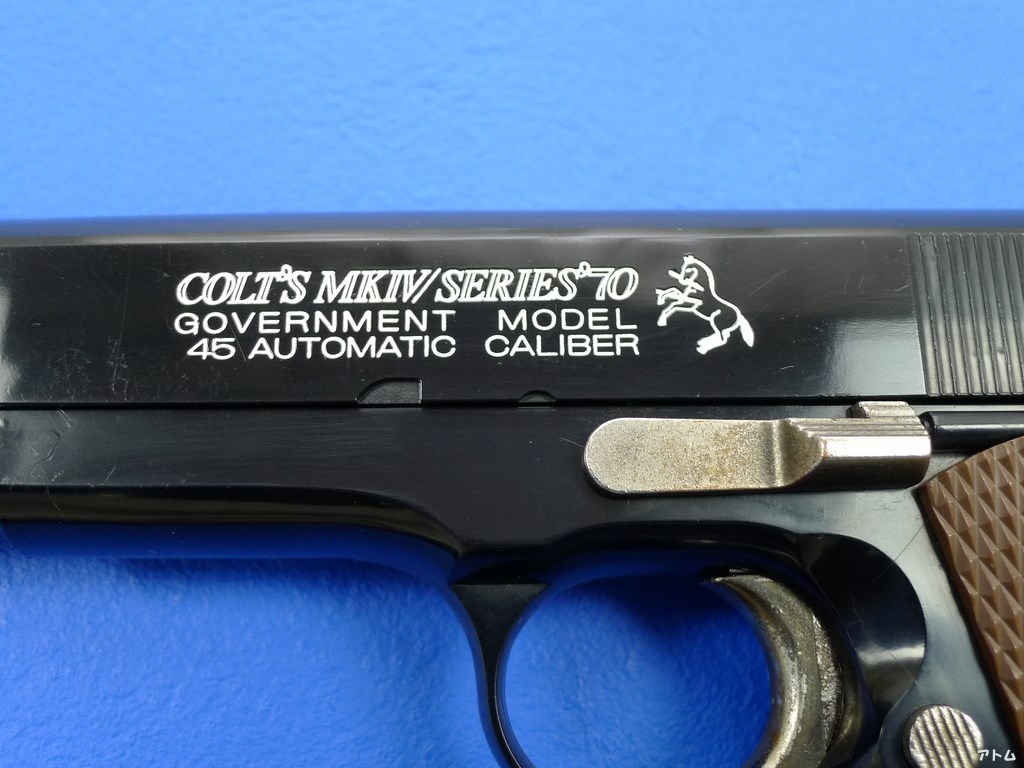 COLT'S MKIV/SERIES'70
GOVERNMENT MODEL
45 AUTOMATIC CALIBER
アトム